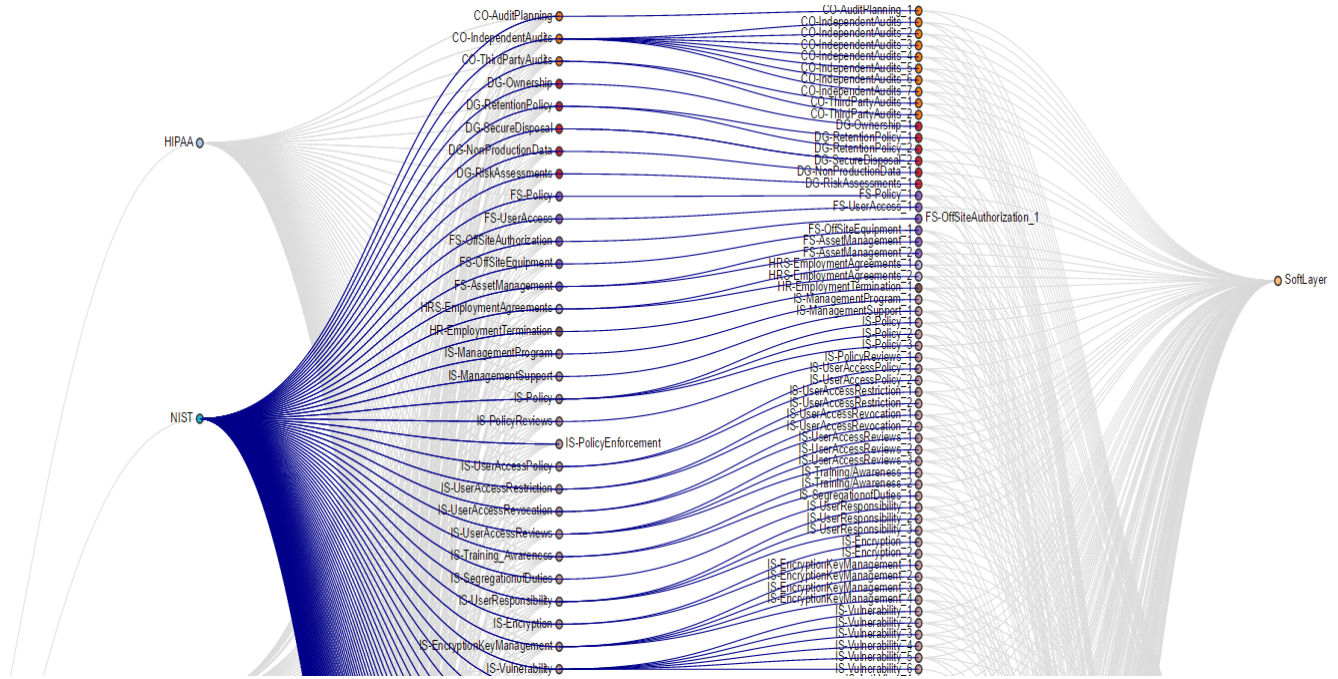 HIPAA
NIST
CO-AuditPlanning
CO-IndependentAudits
CO-ThirdPartyAudits
DG-Ownership
DG-RetentionPolicy
DG-SecureDisposal
DG-NonProductionData
DG-RiskAssessments
FS-Policy
FS-UserAccess
FS-OffSiteAuthorization
FS-OffSiteEquipment
FS-AssetManagement
HRS-EmploymentAgreements
HR-EmploymentTermination
IS-ManagementProgram
IS-ManagementSupport
IS-Policy
IS-PolicyReviews
IS-PolicyEnforcement
IS-UserAccessPolicy
IS-UserAccessRestriction
IS-UserAccessRevocation
IS-UserAccessReviews
IS-Training_Awareness
IS-SegregationofDuties
IS-UserResponsibility
IS-Encryption
IS-EncryptionKeyManagement
IS-Vulnerability
CO-AuditPlanning_1
CO-IndependentAudits_1
CO-IndependentAudits_2
CO-IndependentAudits_3
CO-IndependentAudits_4
CO-IndependentAudits_5
CO-IndependentAudits_6
CO-IndependentAudits_7
CO-ThirdPartyAudits_1
CO-ThirdPartyAudits_2
DG-Ownership_1
DG-RetentionPolicy_1
DG-RetentionPolicy_2
DG-SecureDisposal_2
DG-NonProductionData_1
DG-RiskAssessments_1
FS-Policy_1
FS-UserAccess_1
FS-OffSiteAuthorization_1
FS-OffSiteEquipment_1
FS-AssetManagement_1
FS-AssetManagement_2
HRS-EmploymentAgreements_1
HRS-EmploymentAgreements_2
HR-EmploymentTermination_1
IS-ManagementProgram_1
IS-ManagementSupport_1
IS-Policy_1
IS-Policy_2
IS-Policy_3
IS-PolicyReviews_1
IS-UserAccessPolicy_1
IS-UserAccessPolicy_2
IS-UserAccessRestriction_1
IS-UserAccessRestriction_2
IS-UserAccessRevocation_1
IS-UserAccessRevocation_2
IS-UserAccessReviews_1
IS-UserAccessReviews_2
IS-UserAccessReviews_3
IS-Training/Awareness_1
IS-Training/Awareness_2
IS-SegregationofDuties_1
IS-UserResponsibility_1
IS-UserResponsibility_2
IS-UserResponsibility_3
IS-Encryption_1
IS-Encryption_2
IS-EncryptionKeyManagement_1
IS-EncryptionKeyManagement_2
IS-EncryptionKeyManagement_3
IS-EncryptionKeyManagement_4
IS-Vulnerability_1
IS-Vulnerability_2
IS-Vulnerability_3
IS-Vulnerability_4
IS-Vulnerability_5
IS-Vulnerability_6
SoftLayer